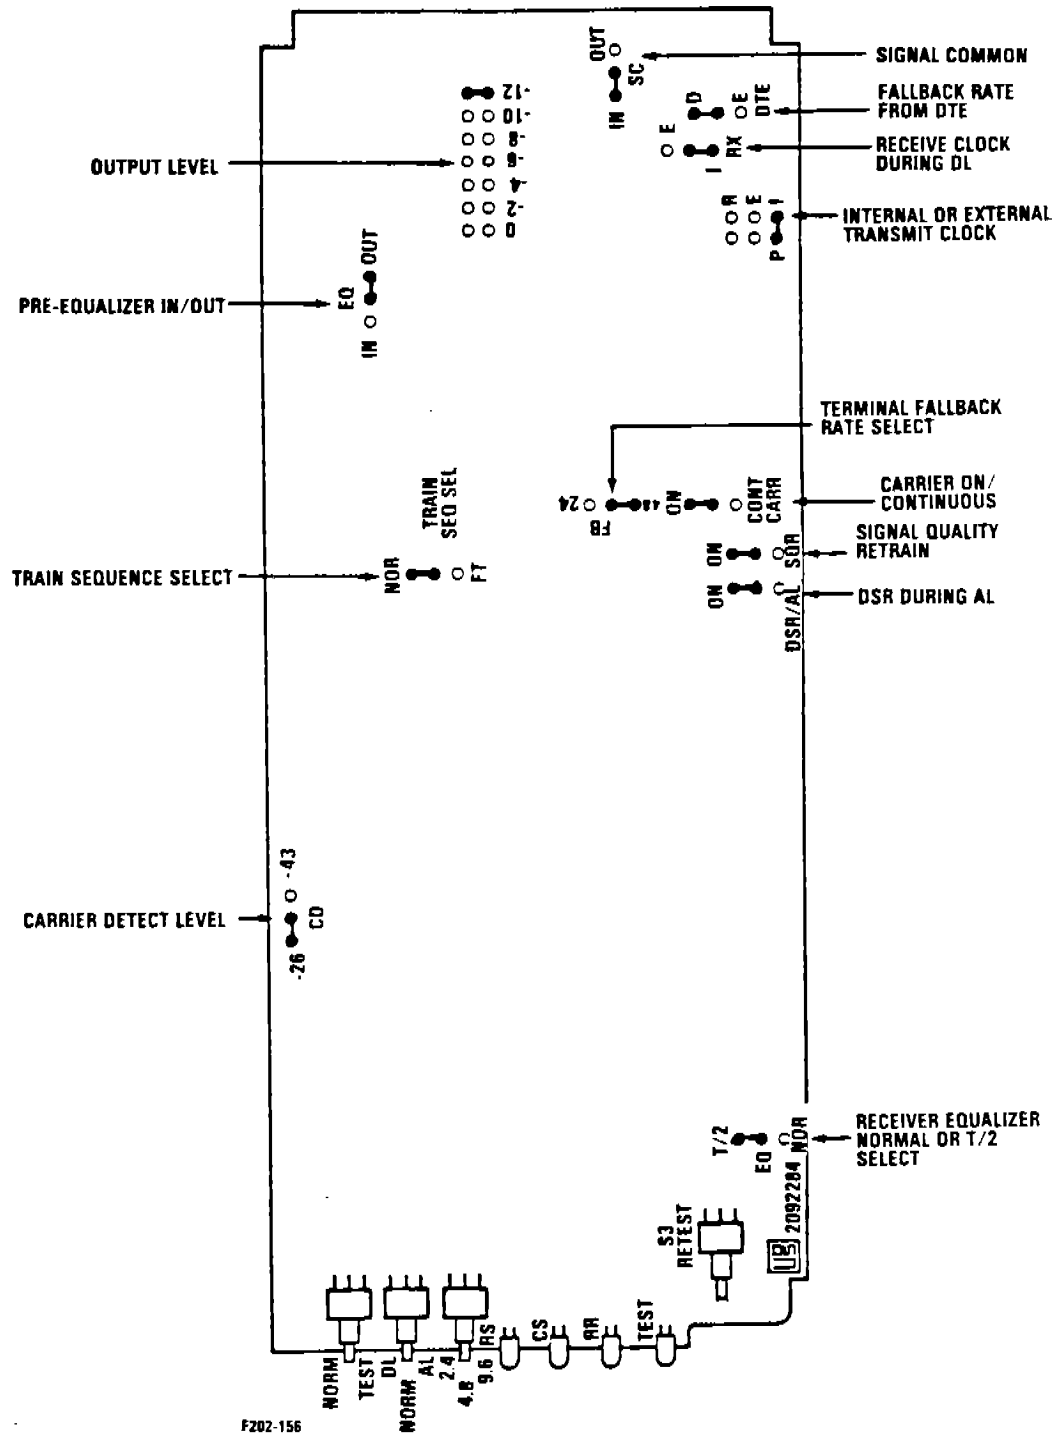 OUT
SC
IN
SIGNAL COMMON
D
E
DTE
FALLBACK RATE
FROM DTE
E
I
RX
RECEIVE CLOCK
DURING DL
OUTPUT LEVEL
-12
-10
-8
-6
-4
-2
0
R
E
I
P
INTERNAL OR EXTERNAL
TRANSMIT CLOCK
PRE-EQUALIZER IN/OUT
EQ
OUT
IN
TERMINAL FALLBACK
RATE SELECT
24
FB
48
ON
CONT
CARR
CARRIER ON/
CONTINUOUS
TRAIN
SEQ SEL
TRAIN SEQUENCE SELECT
NOR
FT
ON
SQR
SIGNAL QUALITY
RETRAIN
ON
DSR/AL
DSR DURING AL
-43
CARRIER DETECT LEVEL
CD
-26
T/2
EQ
NOR
RECEIVER EQUALIZER
NORMAL OR T/2
SELECT
S3
RETEST
2092284
UDS
NORM
TEST
DL
NORM
AL
2.4
4.8
9.6
RS
CS
RR
TEST
F202-156